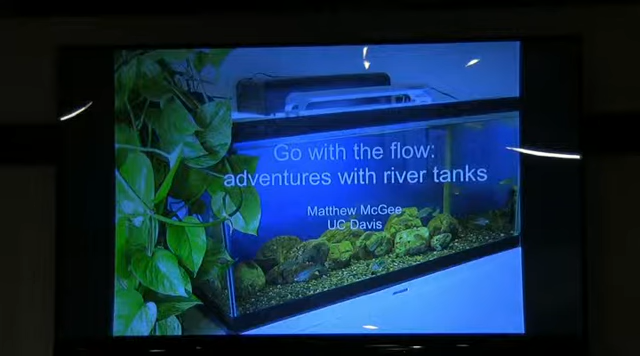 Go with the flow:
adventures with river tanks
Matthew McGee
UC Davis